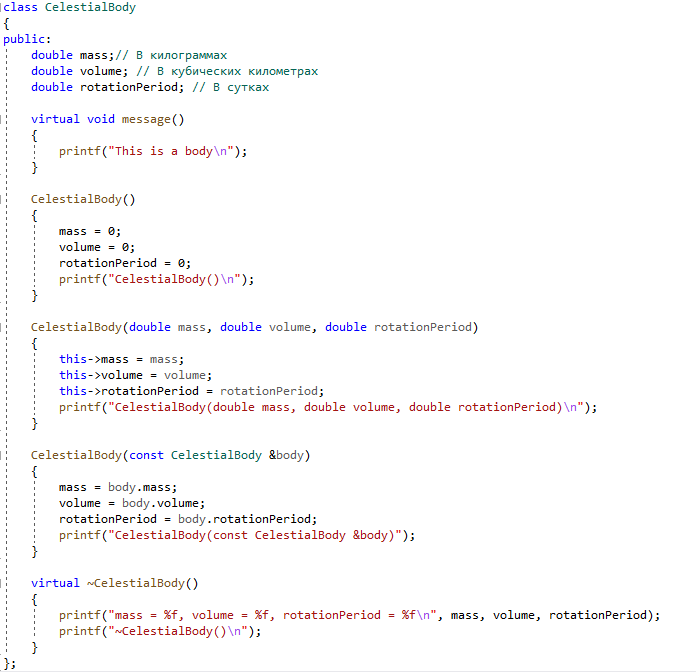 class CelestialBody
{
public:
    double mass;// В килограммах
    double volume; // В кубических километрах
    double rotationPeriod; // В сутках

    virtual void message()
    {
        printf("This is a body\n");
    }

    CelestialBody()
    {
        mass = 0;
        volume = 0;
        rotationPeriod = 0;
        printf("CelestialBody()\n");
    }

    CelestialBody(double mass, double volume, double rotationPeriod)
    {
        this->mass = mass;
        this->volume = volume;
        this->rotationPeriod = rotationPeriod;
        printf("CelestialBody(double mass, double volume, double rotationPeriod)\n");
    }

    CelestialBody(const CelestialBody &body)
    {
        mass = body.mass;
        volume = body.volume;
        rotationPeriod = body.rotationPeriod;
        printf("CelestialBody(const CelestialBody &body)");
    }

    virtual ~CelestialBody()
    {
        printf("mass = %f, volume = %f, rotationPeriod = %f\n", mass, volume, rotationPeriod);
        printf("~CelestialBody()\n");
    }
};